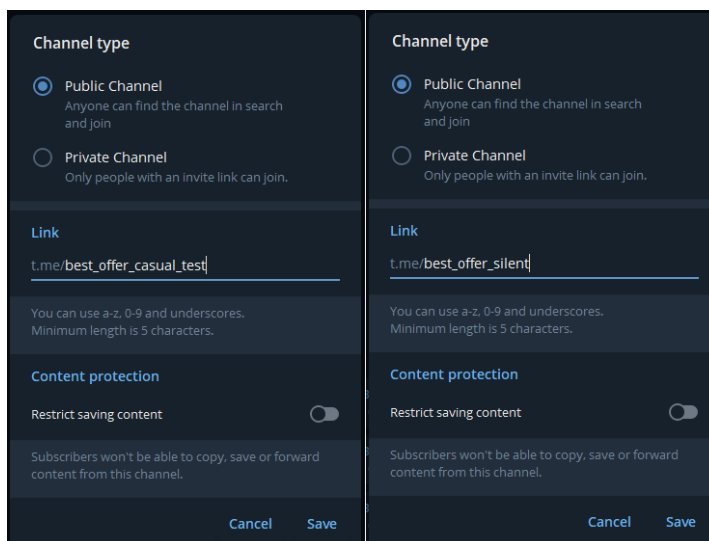 Channel type
Public Channel
Anyone can find the channel in search
and join
Private Channel
Only people with an invite link can join.
Link
t.me/best_offer_casual_test
You can use a-z, 0-9 and underscores.
Minimum length is 5 characters.
Content protection
Restrict saving content
Subscribers won't be able to copy, save or forward
content from this channel.
Cancel Save
Channel type
Public Channel
Anyone can find the channel in search
and join
Private Channel
Only people with an invite link can join.
Link
t.me/best_offer_silent
You can use a-z, 0-9 and underscores.
Minimum length is 5 characters.
Content protection
Restrict saving content
Subscribers won't be able to copy, save or forward
content from this channel.
Cancel Save